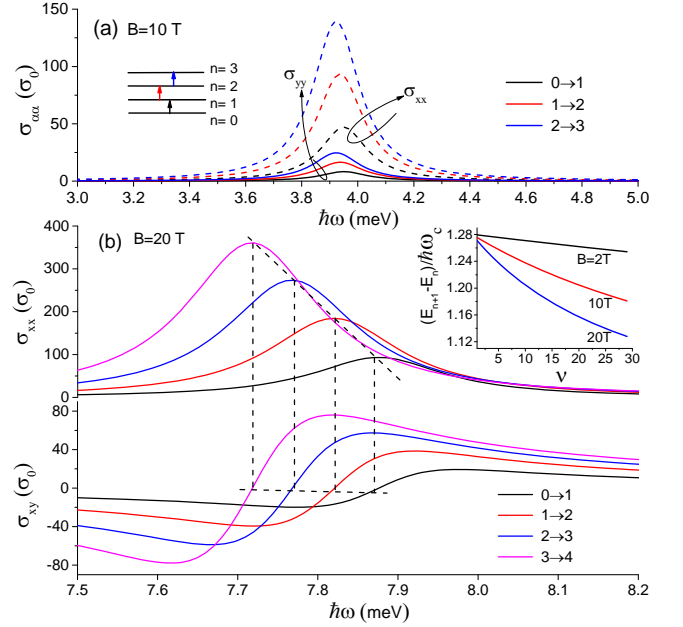 (a) B=10 T
150
100
50
0
σαα (σ0)
n= 3
n= 2
n= 1
n= 0
σyy
σxx
0→1
1→2
2→3
3.0 3.2 3.4 3.6 3.8 4.0 4.2 4.4 4.6 4.8 5.0
ħω (meV)
(b) B=20 T
400
300
200
100
0
σxx (σ0)
1.28
1.24
1.20
1.16
1.12
(En+1-En)/ħωc
B=2T
10T
20T
5 10 15 20 25 30
ν
80
40
0
-40
-80
σxy (σ0)
0→1
1→2
2→3
3→4
7.5 7.6 7.7 7.8 7.9 8.0 8.1 8.2
ħω (meV)